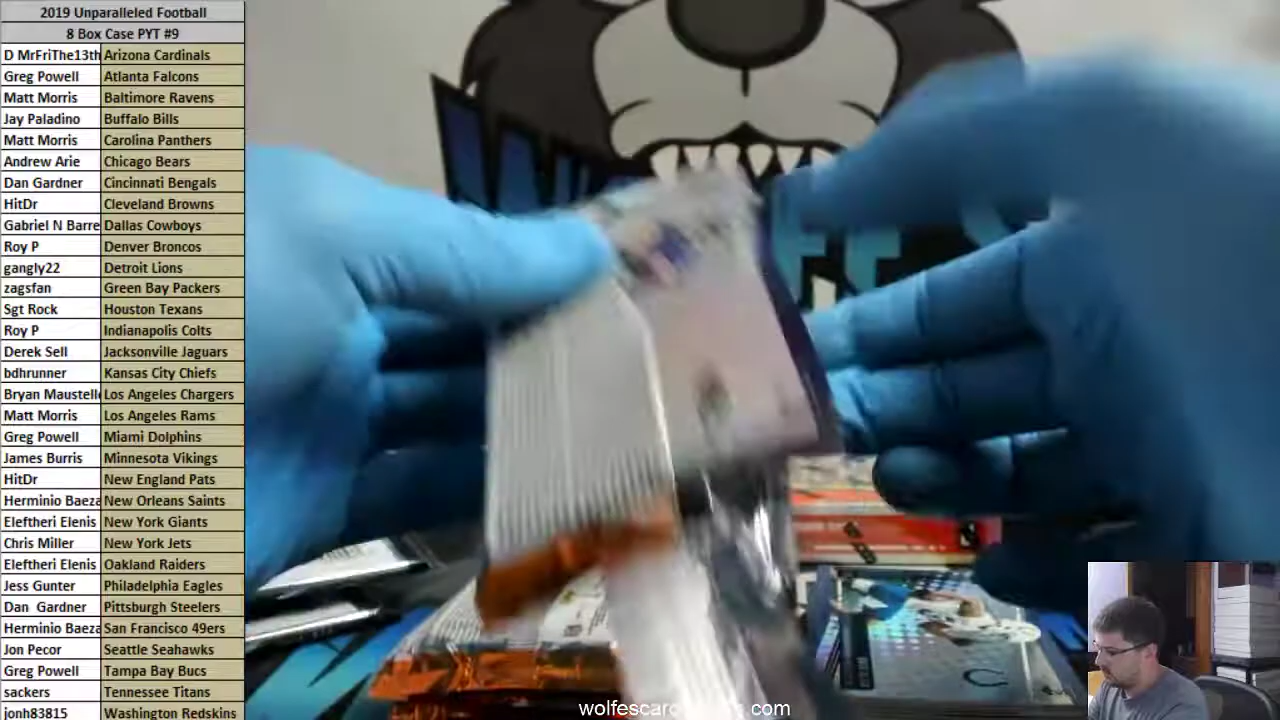 2019 Unparalleled Football
8 Box Case PYT #9
D MrFriThe13th Arizona Cardinals
Greg Powell Atlanta Falcons
Matt Morris Baltimore Ravens
Jay Paladino Buffalo Bills
Matt Morris Carolina Panthers
Andrew Arie Chicago Bears
Dan Gardner Cincinnati Bengals
HitDr Cleveland Browns
Gabriel N Barre Dallas Cowboys
Roy P Denver Broncos
gangly22 Detroit Lions
zagsfan Green Bay Packers
Sgt Rock Houston Texans
Roy P Indianapolis Colts
Derek Sell Jacksonville Jaguars
bdhrunner Kansas City Chiefs
Bryan Maustelle Los Angeles Chargers
Matt Morris Los Angeles Rams
Greg Powell Miami Dolphins
James Burris Minnesota Vikings
HitDr New England Pats
Herminio Baeza New Orleans Saints
Eleftheri Elenis New York Giants
Chris Miller New York Jets
Eleftheri Elenis Oakland Raiders
Jess Gunter Philadelphia Eagles
Dan Gardner Pittsburgh Steelers
Herminio Baeza San Francisco 49ers
Jon Pecor Seattle Seahawks
Greg Powell Tampa Bay Bucs
sackers Tennessee Titans
jonh83815 Washington Redskins